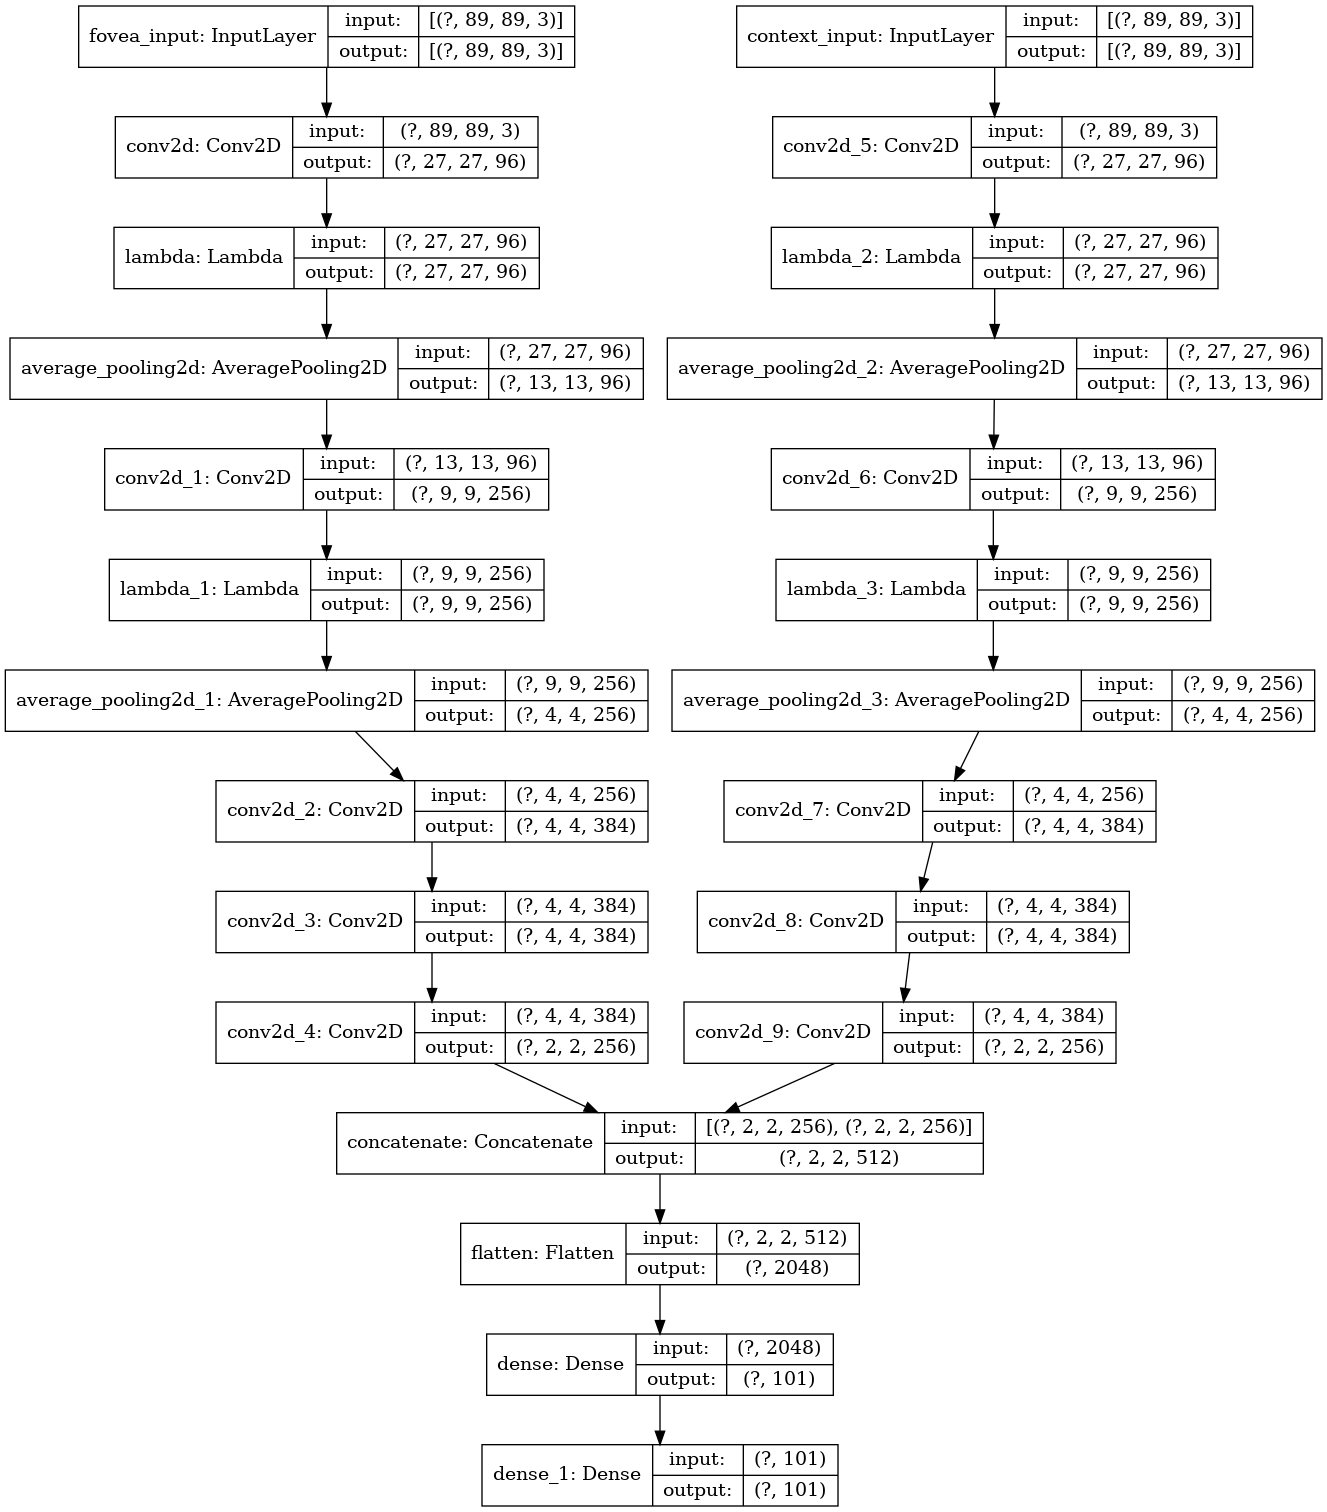 fovea_input: InputLayer
input: [(?, 89, 89, 3)]
output: [(?, 89, 89, 3)]
context_input: InputLayer
input: [(?, 89, 89, 3)]
output: [(?, 89, 89, 3)]
conv2d: Conv2D
input: (?, 89, 89, 3)
output: (?, 27, 27, 96)
conv2d_5: Conv2D
input: (?, 89, 89, 3)
output: (?, 27, 27, 96)
lambda: Lambda
input: (?, 27, 27, 96)
output: (?, 27, 27, 96)
lambda_2: Lambda
input: (?, 27, 27, 96)
output: (?, 27, 27, 96)
average_pooling2d: AveragePooling2D
input: (?, 27, 27, 96)
output: (?, 13, 13, 96)
average_pooling2d_2: AveragePooling2D
input: (?, 27, 27, 96)
output: (?, 13, 13, 96)
conv2d_1: Conv2D
input: (?, 13, 13, 96)
output: (?, 9, 9, 256)
conv2d_6: Conv2D
input: (?, 13, 13, 96)
output: (?, 9, 9, 256)
lambda_1: Lambda
input: (?, 9, 9, 256)
output: (?, 9, 9, 256)
lambda_3: Lambda
input: (?, 9, 9, 256)
output: (?, 9, 9, 256)
average_pooling2d_1: AveragePooling2D
input: (?, 9, 9, 256)
output: (?, 4, 4, 256)
average_pooling2d_3: AveragePooling2D
input: (?, 9, 9, 256)
output: (?, 4, 4, 256)
conv2d_2: Conv2D
input: (?, 4, 4, 256)
output: (?, 4, 4, 384)
conv2d_7: Conv2D
input: (?, 4, 4, 256)
output: (?, 4, 4, 384)
conv2d_3: Conv2D
input: (?, 4, 4, 384)
output: (?, 4, 4, 384)
conv2d_8: Conv2D
input: (?, 4, 4, 384)
output: (?, 4, 4, 384)
conv2d_4: Conv2D
input: (?, 4, 4, 384)
output: (?, 2, 2, 256)
conv2d_9: Conv2D
input: (?, 4, 4, 384)
output: (?, 2, 2, 256)
concatenate: Concatenate
input: [(?, 2, 2, 256), (?, 2, 2, 256)]
output: (?, 2, 2, 512)
flatten: Flatten
input: (?, 2, 2, 512)
output: (?, 2048)
dense: Dense
input: (?, 2048)
output: (?, 101)
dense_1: Dense
input: (?, 101)
output: (?, 101)